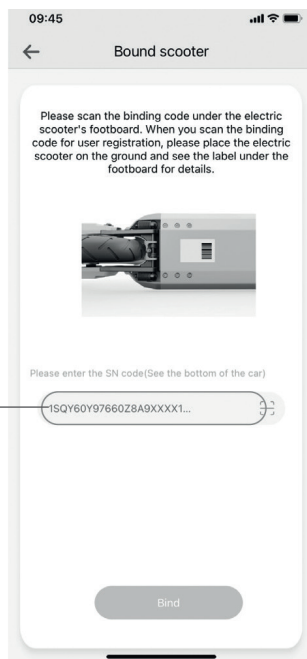 09:45
Bound scooter
Please scan the binding code under the electric
scooter's footboard. When you scan the binding
code for user registration, please place the electric
scooter on the ground and see the label under the
footboard for details.
Please enter the SN code(See the bottom of the car)
1SQY60Y97660Z8A9XXXX1...
Bind